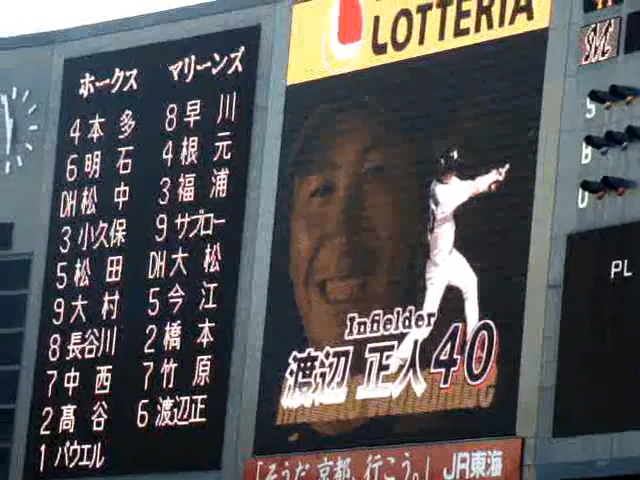 LOTTERIA
ホークス
4 本多
6 明石
DH 松中
3 小久保
5 松田
9 大村
8 長谷川
7 中西
2 髙谷
1 パウエル
マリーンズ
8 早川
4 根元
3 福浦
9 サブロー
DH 大松
5 今江
2 橋本
7 竹原
6 渡辺正
Infielder
渡辺 正人 40
S
B
O
PL
「そうだ 京都、行こう。」 JR東海